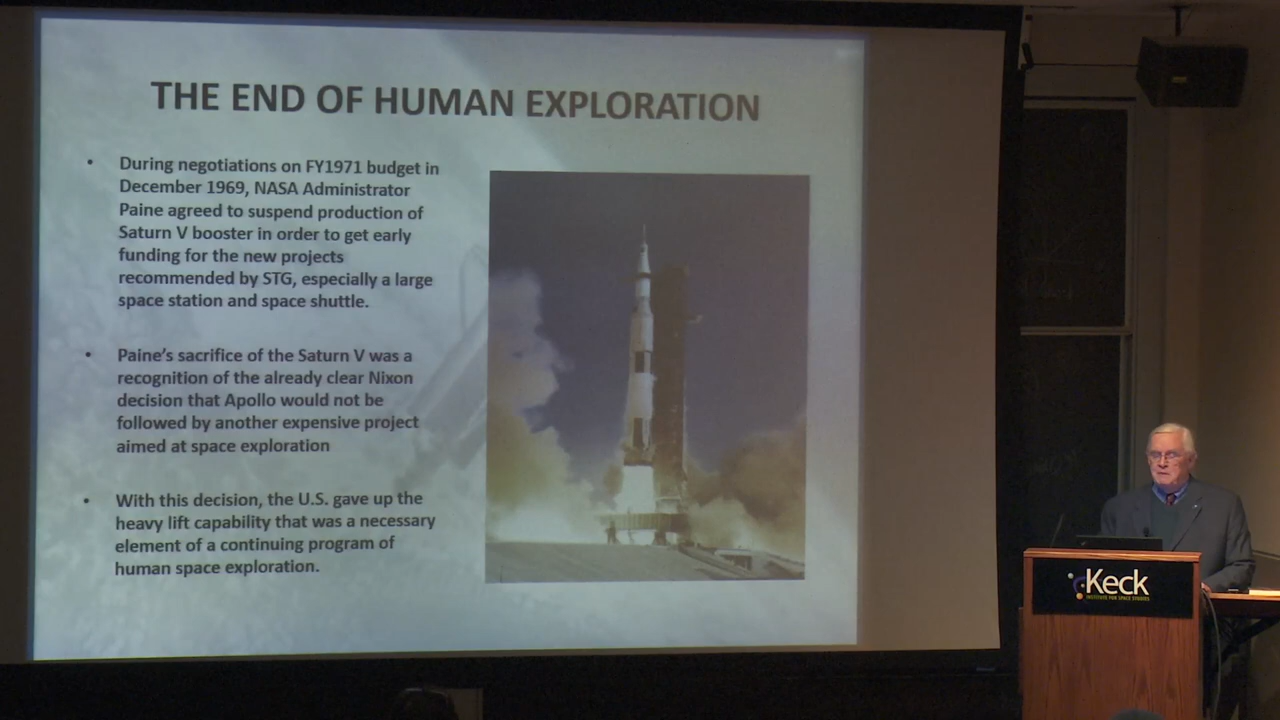 THE END OF HUMAN EXPLORATION
• During negotiations on FY1971 budget in
December 1969, NASA Administrator
Paine agreed to suspend production of
Saturn V booster in order to get early
funding for the new projects
recommended by STG, especially a large
space station and space shuttle.
• Paine's sacrifice of the Saturn V was a
recognition of the already clear Nixon
decision that Apollo would not be
followed by another expensive project
aimed at space exploration
• With this decision, the U.S. gave up the
heavy lift capability that was a necessary
element of a continuing program of
human space exploration.
Keck
INSTITUTE FOR SPACE STUDIES